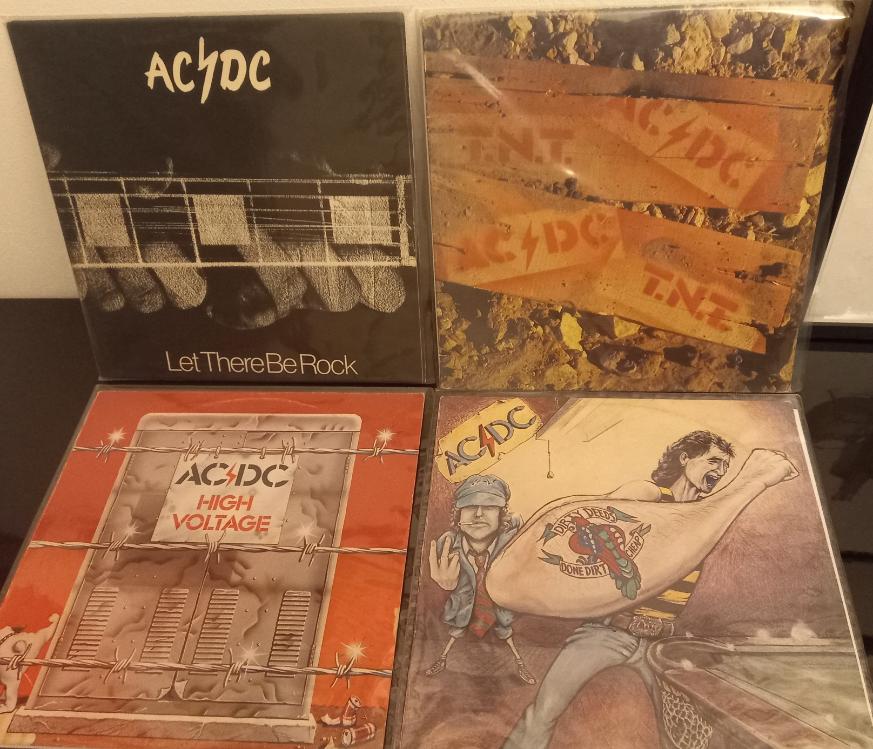 AC⚡DC
Let There Be Rock
T.N.T.
AC⚡DC
AC⚡DC
T.N.T.
AC⚡DC
HIGH
VOLTAGE
AC⚡DC
DIRTY DEEDS
DONE DIRT
CHEAP